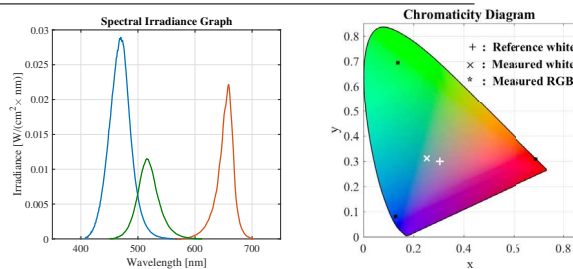 Spectral Irradiance Graph
0.03
0.025
0.02
0.015
0.01
0.005
0
400
500
600
700
Irradiance [W/(cm² × nm)]
Wavelength [nm]
Chromaticity Diagram
0.8
0.7
0.6
0.5
0.4
0.3
0.2
0.1
0
0
0.2
0.4
0.6
0.8
y
x
+ : Reference white
× : Measured white
* : Measured RGB